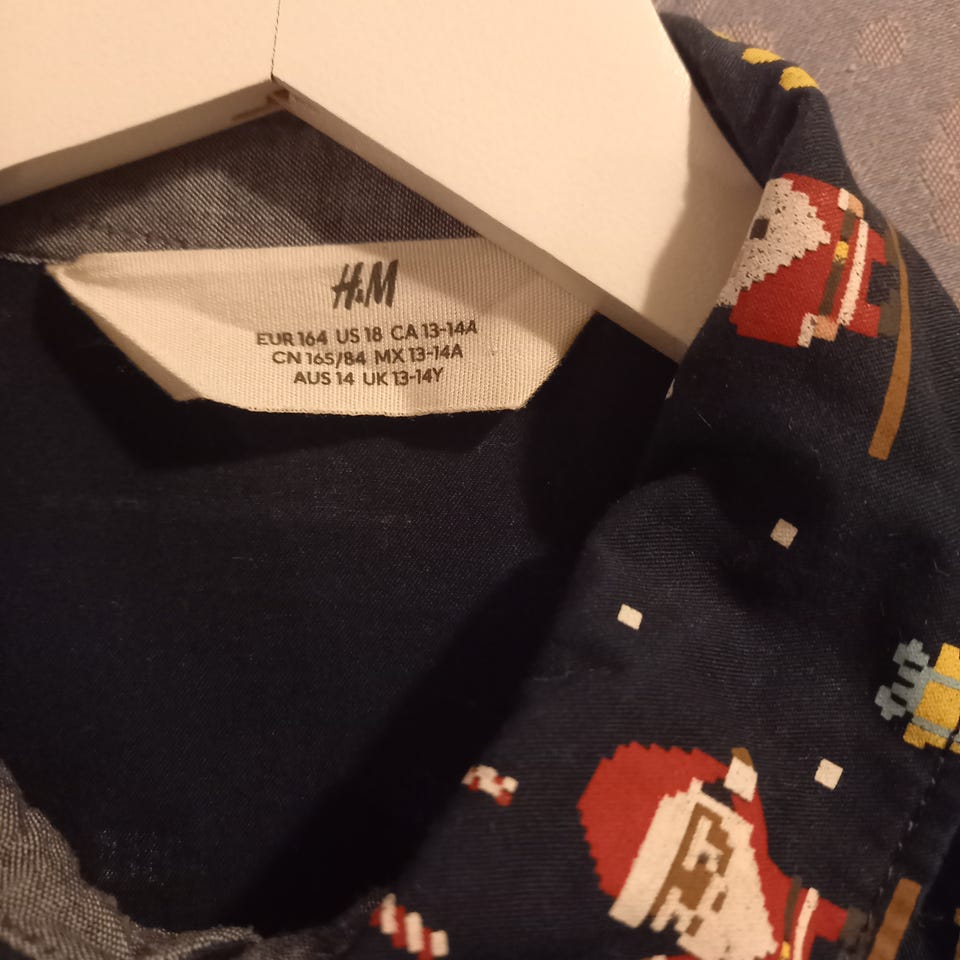 H&M
EUR 164 US 18 CA 13-14A
CN 165/84 MX 13-14A
AUS 14 UK 13-14Y